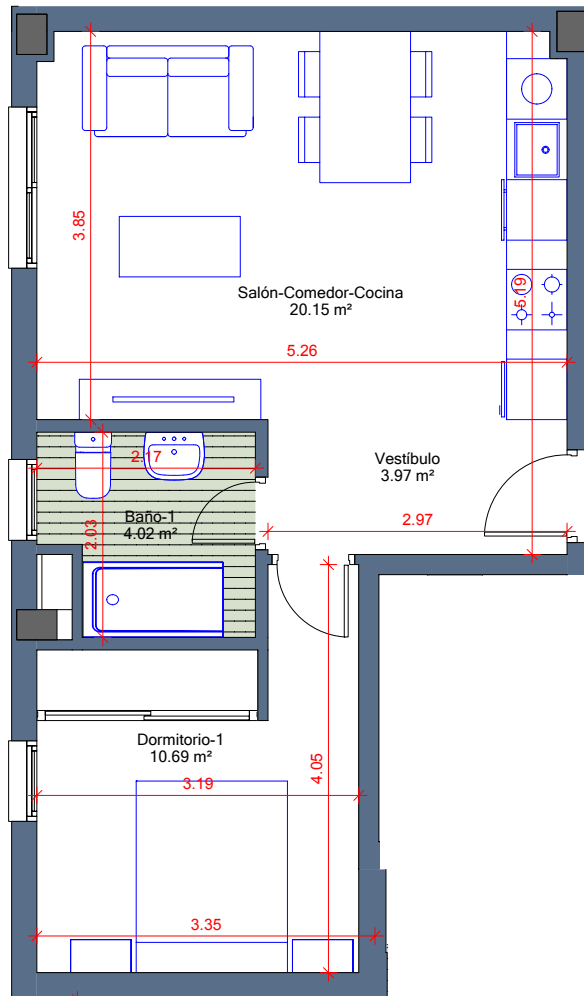 3.85
Salón-Comedor-Cocina
20.15 m²
5.19
5.26
Vestíbulo
3.97 m²
2.17
Baño-1
4.02 m²
2.03
2.97
Dormitorio-1
10.69 m²
4.05
3.19
3.35